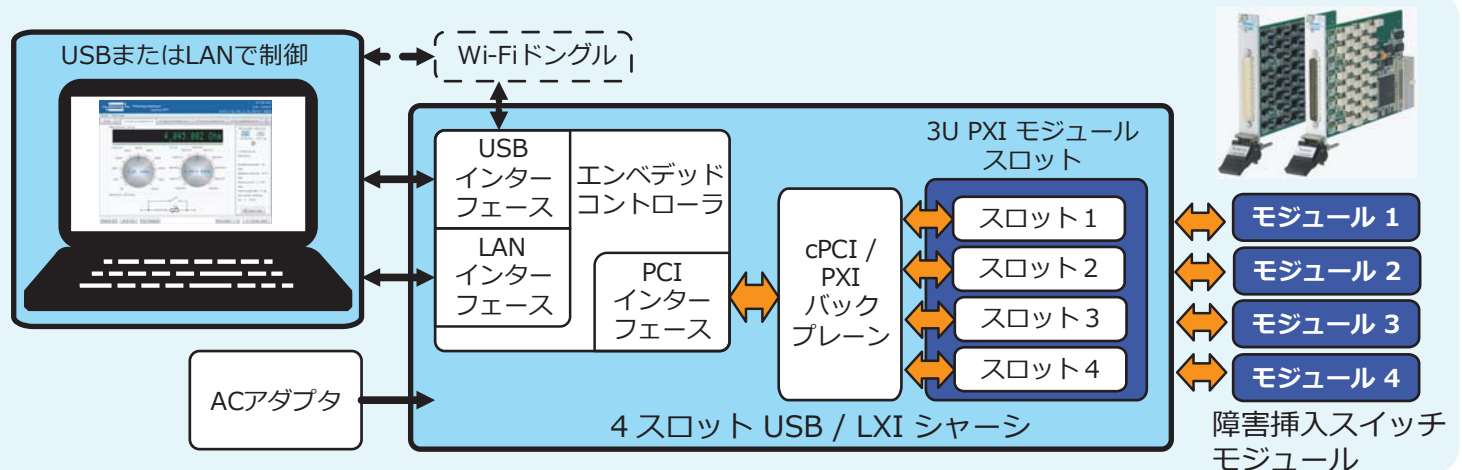 USBまたはLANで制御
Wi-Fiドングル
4,045.002 Ohm
USB
インター
フェース
エンベデッド
コントローラ
LAN
インター
フェース
PCI
インター
フェース
cPCI /
PXI
バック
プレーン
3U PXI モジュール
スロット
スロット 1
スロット 2
スロット 3
スロット 4
モジュール 1
モジュール 2
モジュール 3
モジュール 4
障害挿入スイッチ
モジュール
ACアダプタ
4 スロット USB / LXI シャーシ